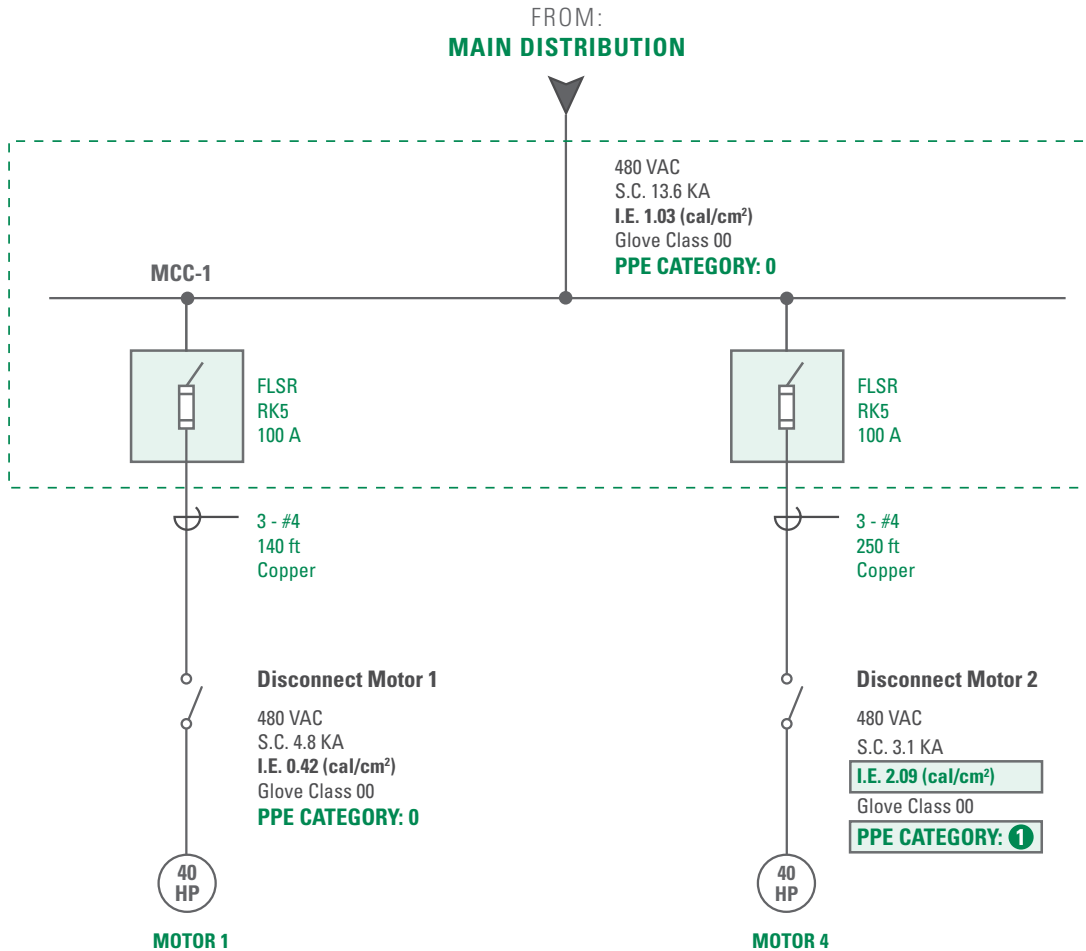 FROM:
MAIN DISTRIBUTION
480 VAC
S.C. 13.6 KA
I.E. 1.03 (cal/cm²)
Glove Class 00
PPE CATEGORY: 0
MCC-1
FLSR
RK5
100 A
FLSR
RK5
100 A
3 - #4
140 ft
Copper
3 - #4
250 ft
Copper
Disconnect Motor 1
480 VAC
S.C. 4.8 KA
I.E. 0.42 (cal/cm²)
Glove Class 00
PPE CATEGORY: 0
Disconnect Motor 2
480 VAC
S.C. 3.1 KA
I.E. 2.09 (cal/cm²)
Glove Class 00
PPE CATEGORY: 1
40
HP
MOTOR 1
40
HP
MOTOR 4